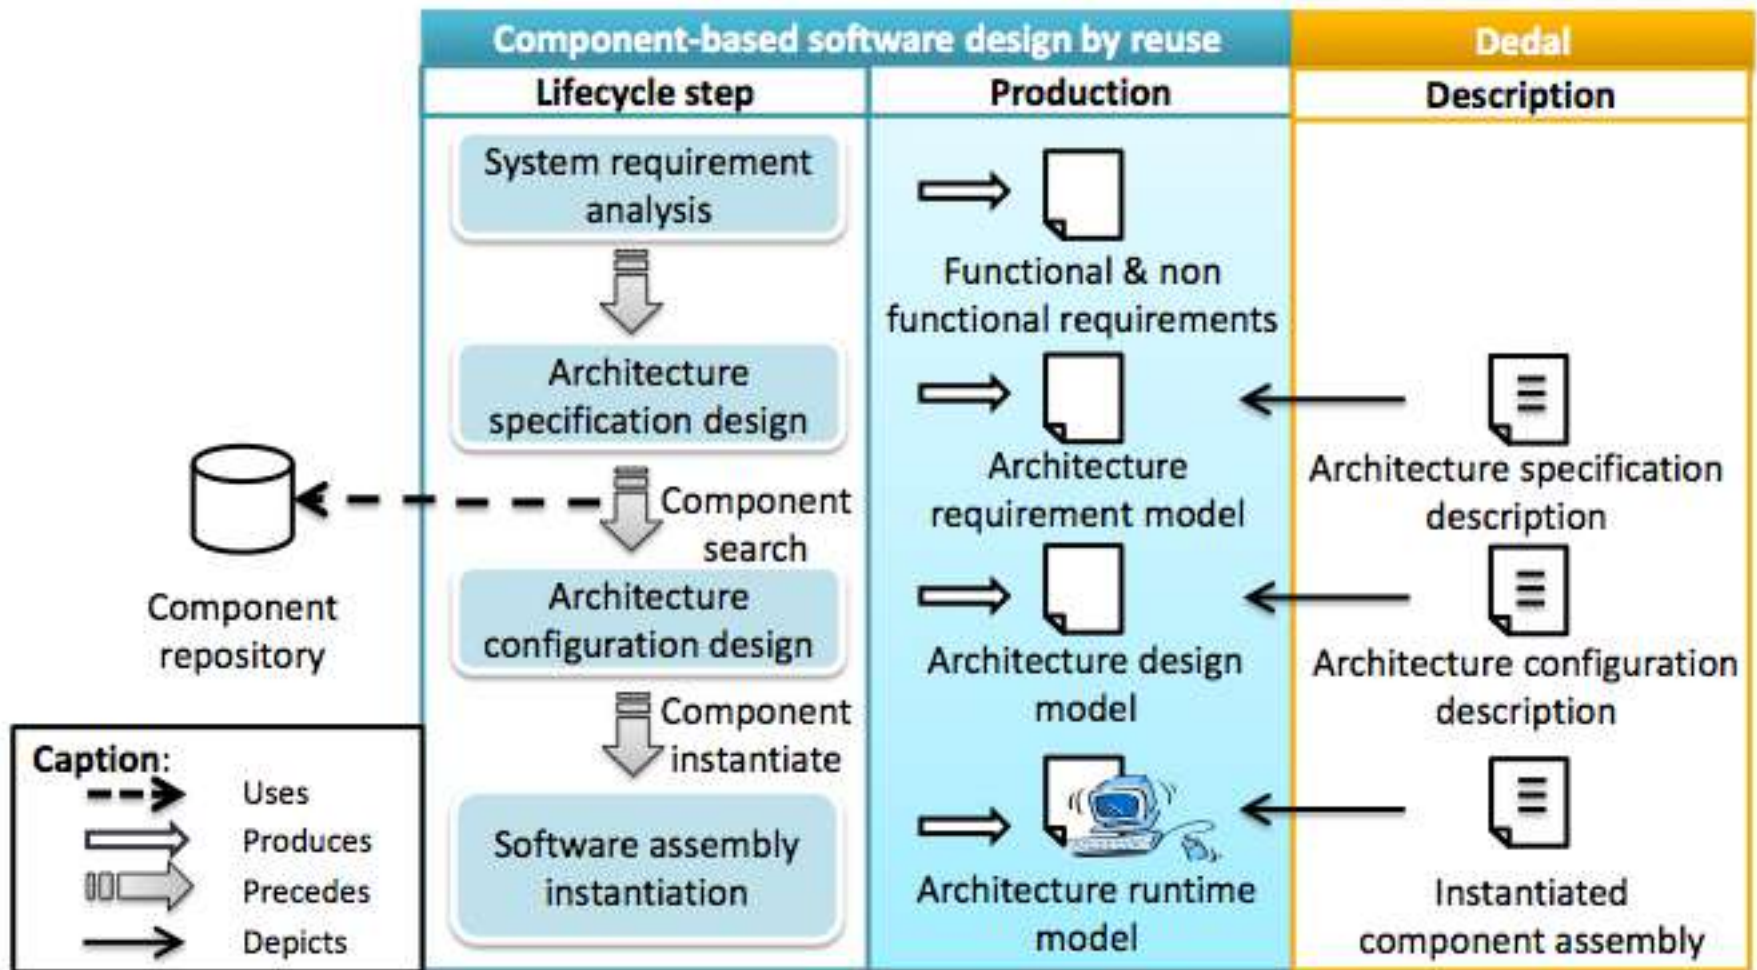 Component-based software design by reuse
Dedal
Lifecycle step
Production
Description
System requirement
analysis
Functional & non
functional requirements
Architecture
specification design
Architecture
requirement model
Architecture specification
description
Component
search
Component
repository
Architecture
configuration design
Architecture design
model
Architecture configuration
description
Component
instantiate
Software assembly
instantiation
Architecture runtime
model
Instantiated
component assembly
Caption:
Uses
Produces
Precedes
Depicts